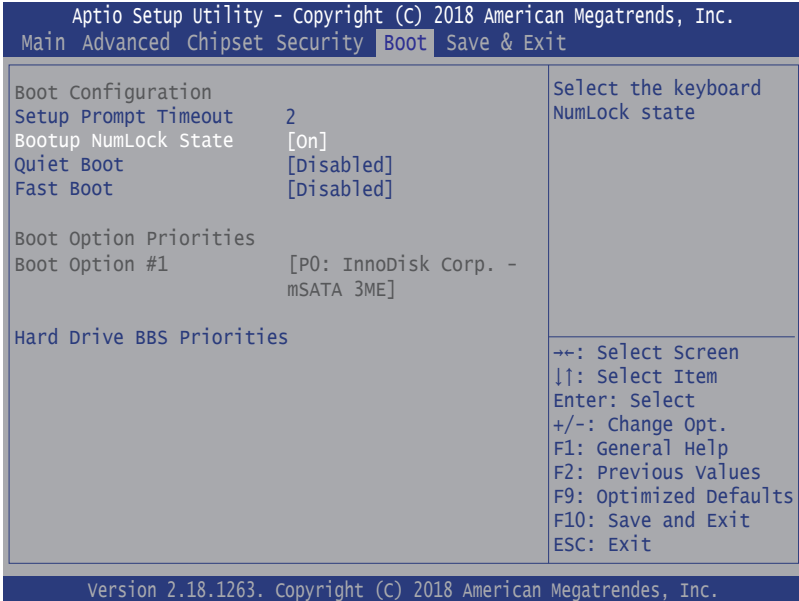 Aptio Setup Utility - Copyright (C) 2018 American Megatrends, Inc.
Main Advanced Chipset Security Boot Save & Exit
Boot Configuration
Setup Prompt Timeout 2
Bootup NumLock State [On]
Quiet Boot [Disabled]
Fast Boot [Disabled]
Boot Option Priorities
Boot Option #1 [P0: InnoDisk Corp. -
mSATA 3ME]
Hard Drive BBS Priorities
Select the keyboard
NumLock state
→←: Select Screen
↓↑: Select Item
Enter: Select
+/-: Change Opt.
F1: General Help
F2: Previous Values
F9: Optimized Defaults
F10: Save and Exit
ESC: Exit
Version 2.18.1263. Copyright (C) 2018 American Megatrendes, Inc.